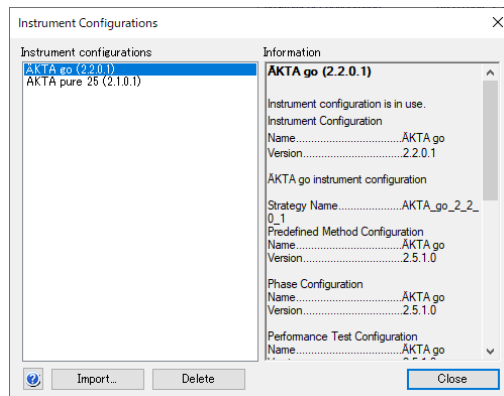 Instrument Configurations
Instrument configurations
ÄKTA go (2.2.0.1)
ÄKTA pure 25 (2.1.0.1)
Information
ÄKTA go (2.2.0.1)
Instrument configuration is in use.
Instrument Configuration
Name..............................ÄKTA go
Version............................2.2.0.1
ÄKTA go instrument configuration
Strategy Name..................AKTA_go_2_2_
0_1
Predefined Method Configuration
Name..............................ÄKTA go
Version............................2.5.1.0
Phase Configuration
Name..............................ÄKTA go
Version............................2.5.1.0
Performance Test Configuration
Name..............................ÄKTA go
Import...
Delete
Close